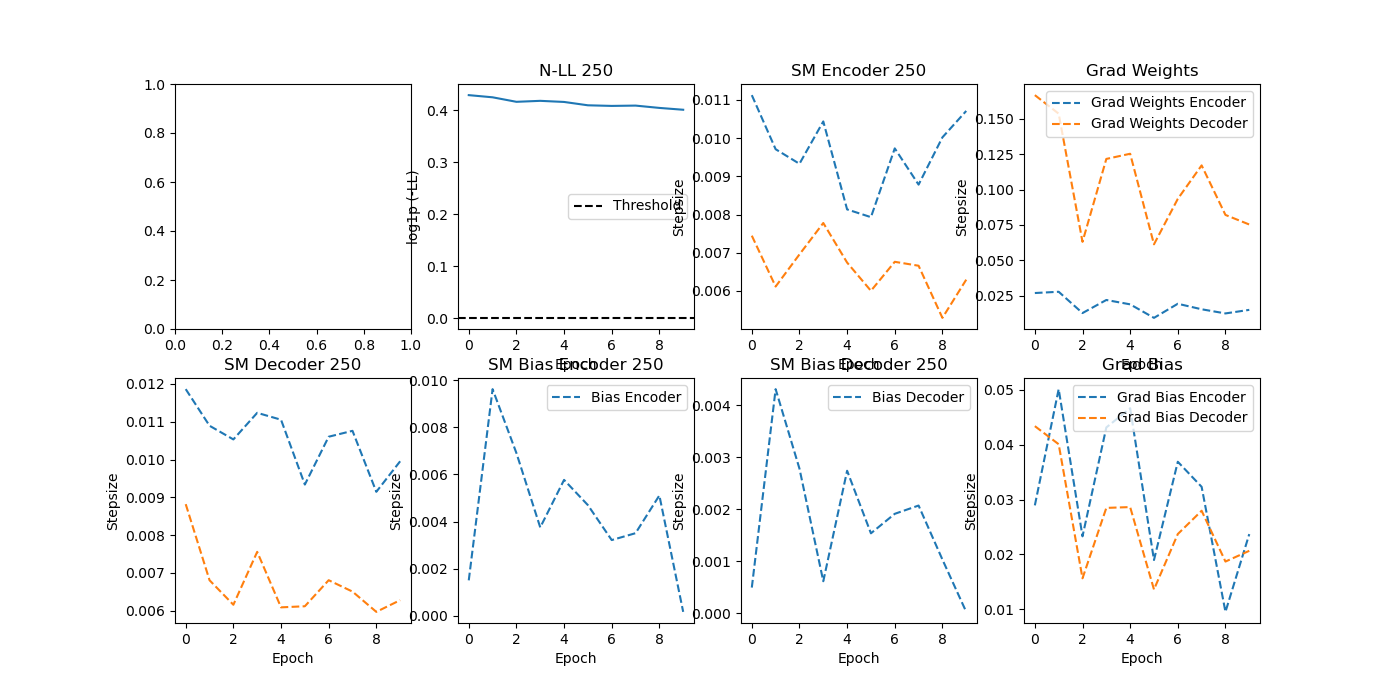 N-LL 250
SM Encoder 250
Grad Weights
1.0
0.8
0.6
0.4
0.2
0.0
0.0 0.2 0.4 0.6 0.8 1.0
log1p (-LL)
0.4
0.3
0.2
0.1
0.0
Threshold
0 2 4 6 8
Epoch
Stepsize
0.011
0.010
0.009
0.008
0.007
0.006
0 2 4 6 8
Epoch
Stepsize
0.150
0.125
0.100
0.075
0.050
0.025
Grad Weights Encoder
Grad Weights Decoder
0 2 4 6 8
Epoch
SM Decoder 250
SM Bias Encoder 250
SM Bias Decoder 250
Grad Bias
Stepsize
0.012
0.011
0.010
0.009
0.008
0.007
0.006
0 2 4 6 8
Epoch
Stepsize
0.010
0.008
0.006
0.004
0.002
0.000
Bias Encoder
0 2 4 6 8
Epoch
Stepsize
0.004
0.003
0.002
0.001
0.000
Bias Decoder
0 2 4 6 8
Epoch
Stepsize
0.05
0.04
0.03
0.02
0.01
Grad Bias Encoder
Grad Bias Decoder
0 2 4 6 8
Epoch